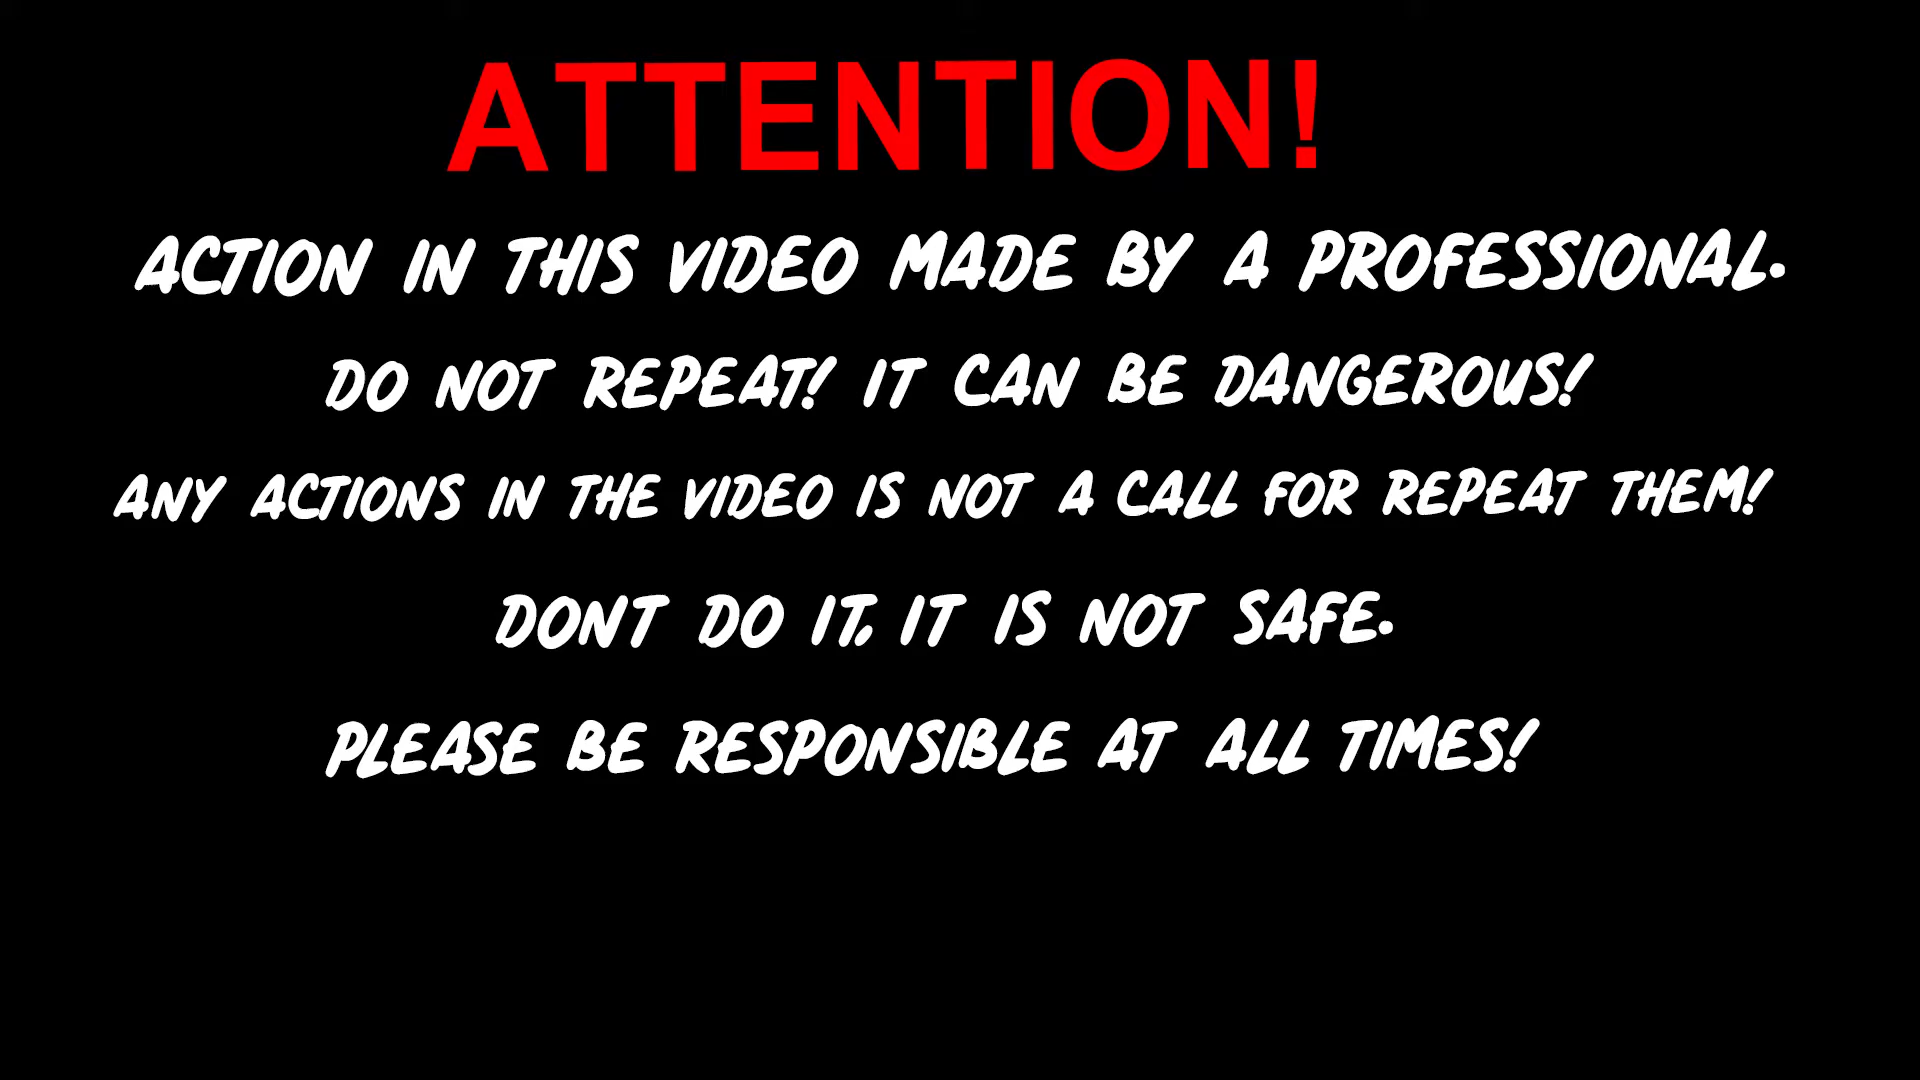 ATTENTION!
ACTION IN THIS VIDEO MADE BY A PROFESSIONAL.
DO NOT REPEAT! IT CAN BE DANGEROUS!
ANY ACTIONS IN THE VIDEO IS NOT A CALL FOR REPEAT THEM!
DONT DO IT, IT IS NOT SAFE.
PLEASE BE RESPONSIBLE AT ALL TIMES!